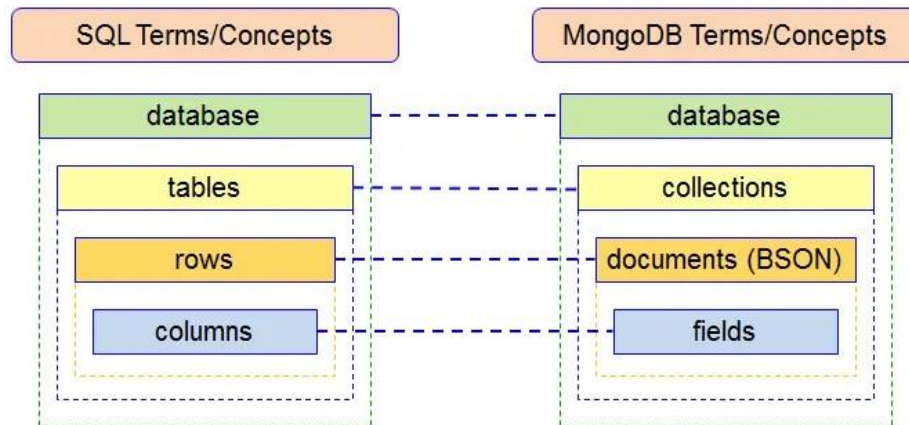 SQL Terms/Concepts
MongoDB Terms/Concepts
database
database
tables
collections
rows
documents (BSON)
columns
fields